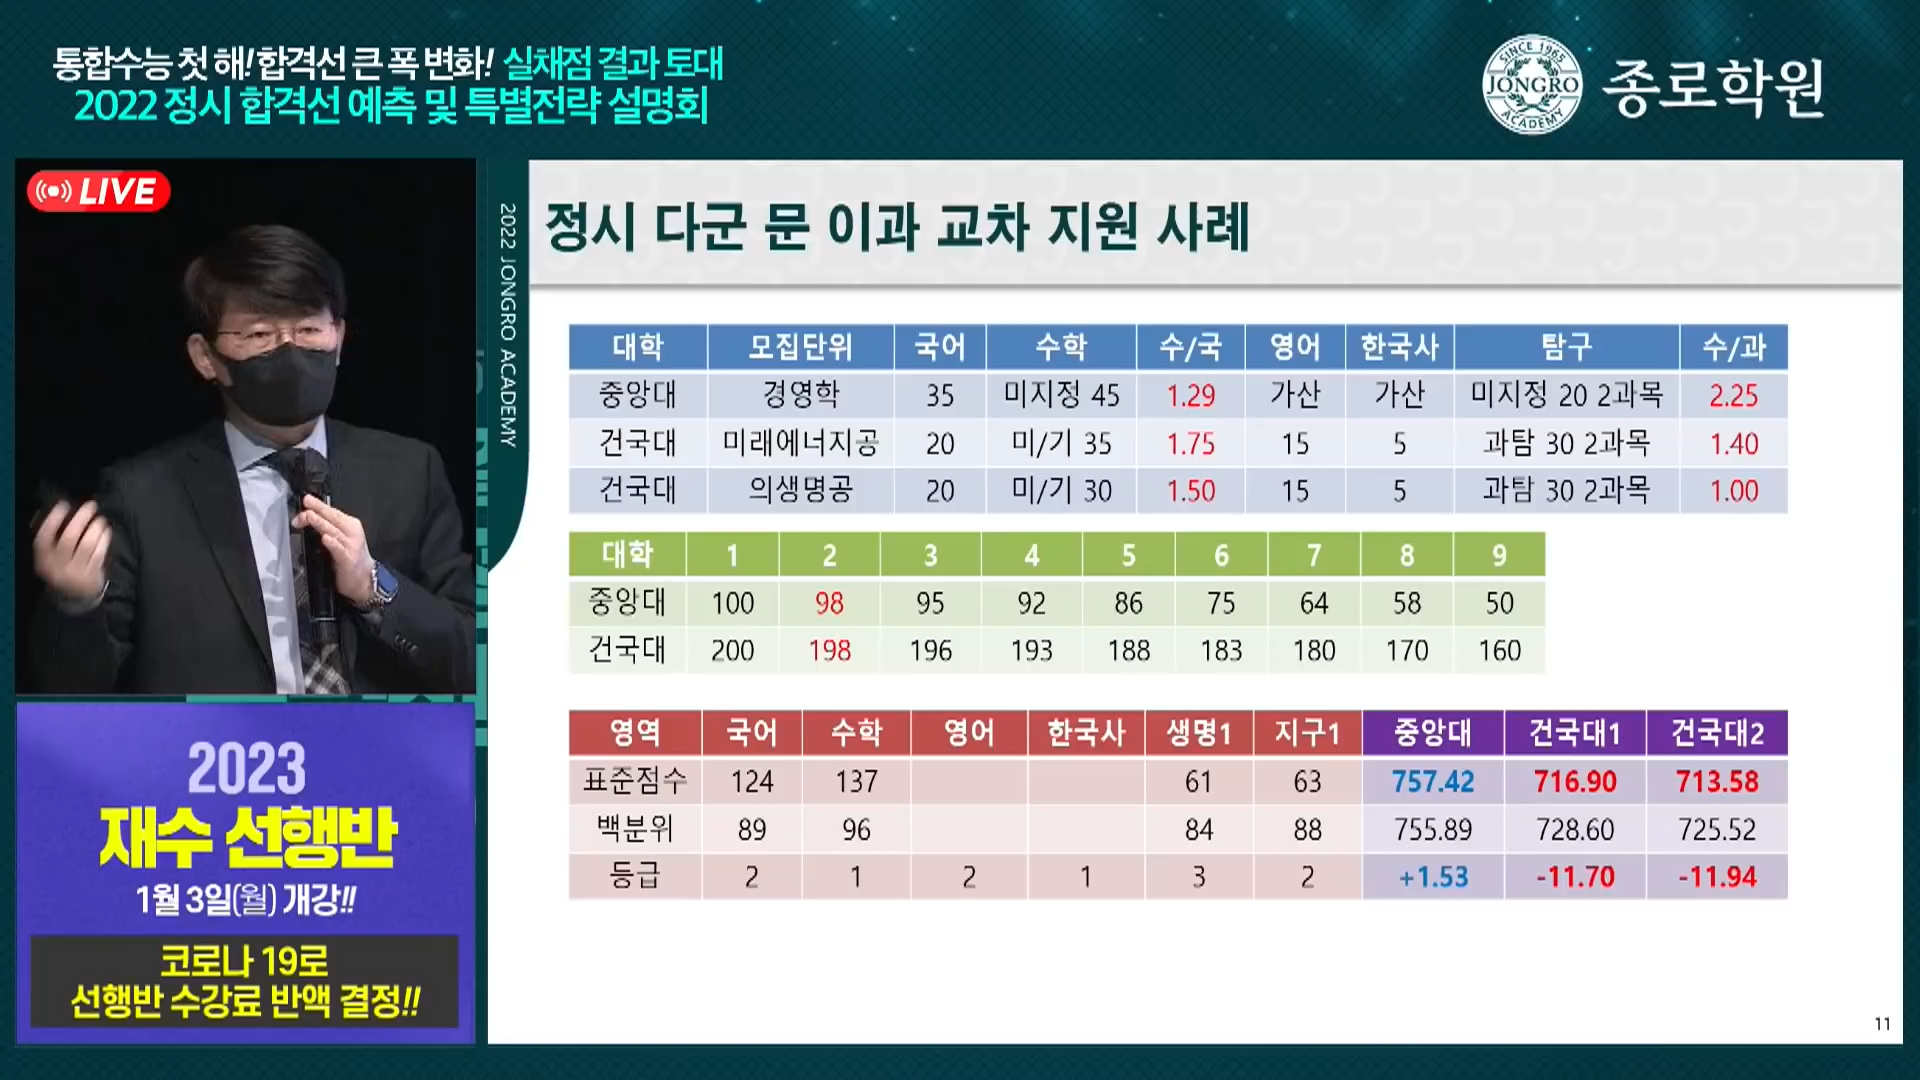 통합수능 첫 해! 합격선 큰 폭 변화! 실채점 결과 토대
2022 정시 합격선 예측 및 특별전략 설명회
SINCE 1965
JONGRO
ACADEMY
종로학원
LIVE
2022 JONGRO ACADEMY
정시 다군 문 이과 교차 지원 사례
대학 모집단위 국어 수학 수/국 영어 한국사 탐구 수/과
중앙대 경영학 35 미지정 45 1.29 가산 가산 미지정 20 2과목 2.25
건국대 미래에너지공 20 미/기 35 1.75 15 5 과탐 30 2과목 1.40
건국대 의생명공 20 미/기 30 1.50 15 5 과탐 30 2과목 1.00
대학 1 2 3 4 5 6 7 8 9
중앙대 100 98 95 92 86 75 64 58 50
건국대 200 198 196 193 188 183 180 170 160
영역 국어 수학 영어 한국사 생명1 지구1 중앙대 건국대1 건국대2
표준점수 124 137 61 63 757.42 716.90 713.58
백분위 89 96 84 88 755.89 728.60 725.52
등급 2 1 2 1 3 2 +1.53 -11.70 -11.94
11
2023
재수 선행반
1월 3일(월) 개강!!
코로나 19로
선행반 수강료 반액 결정!!